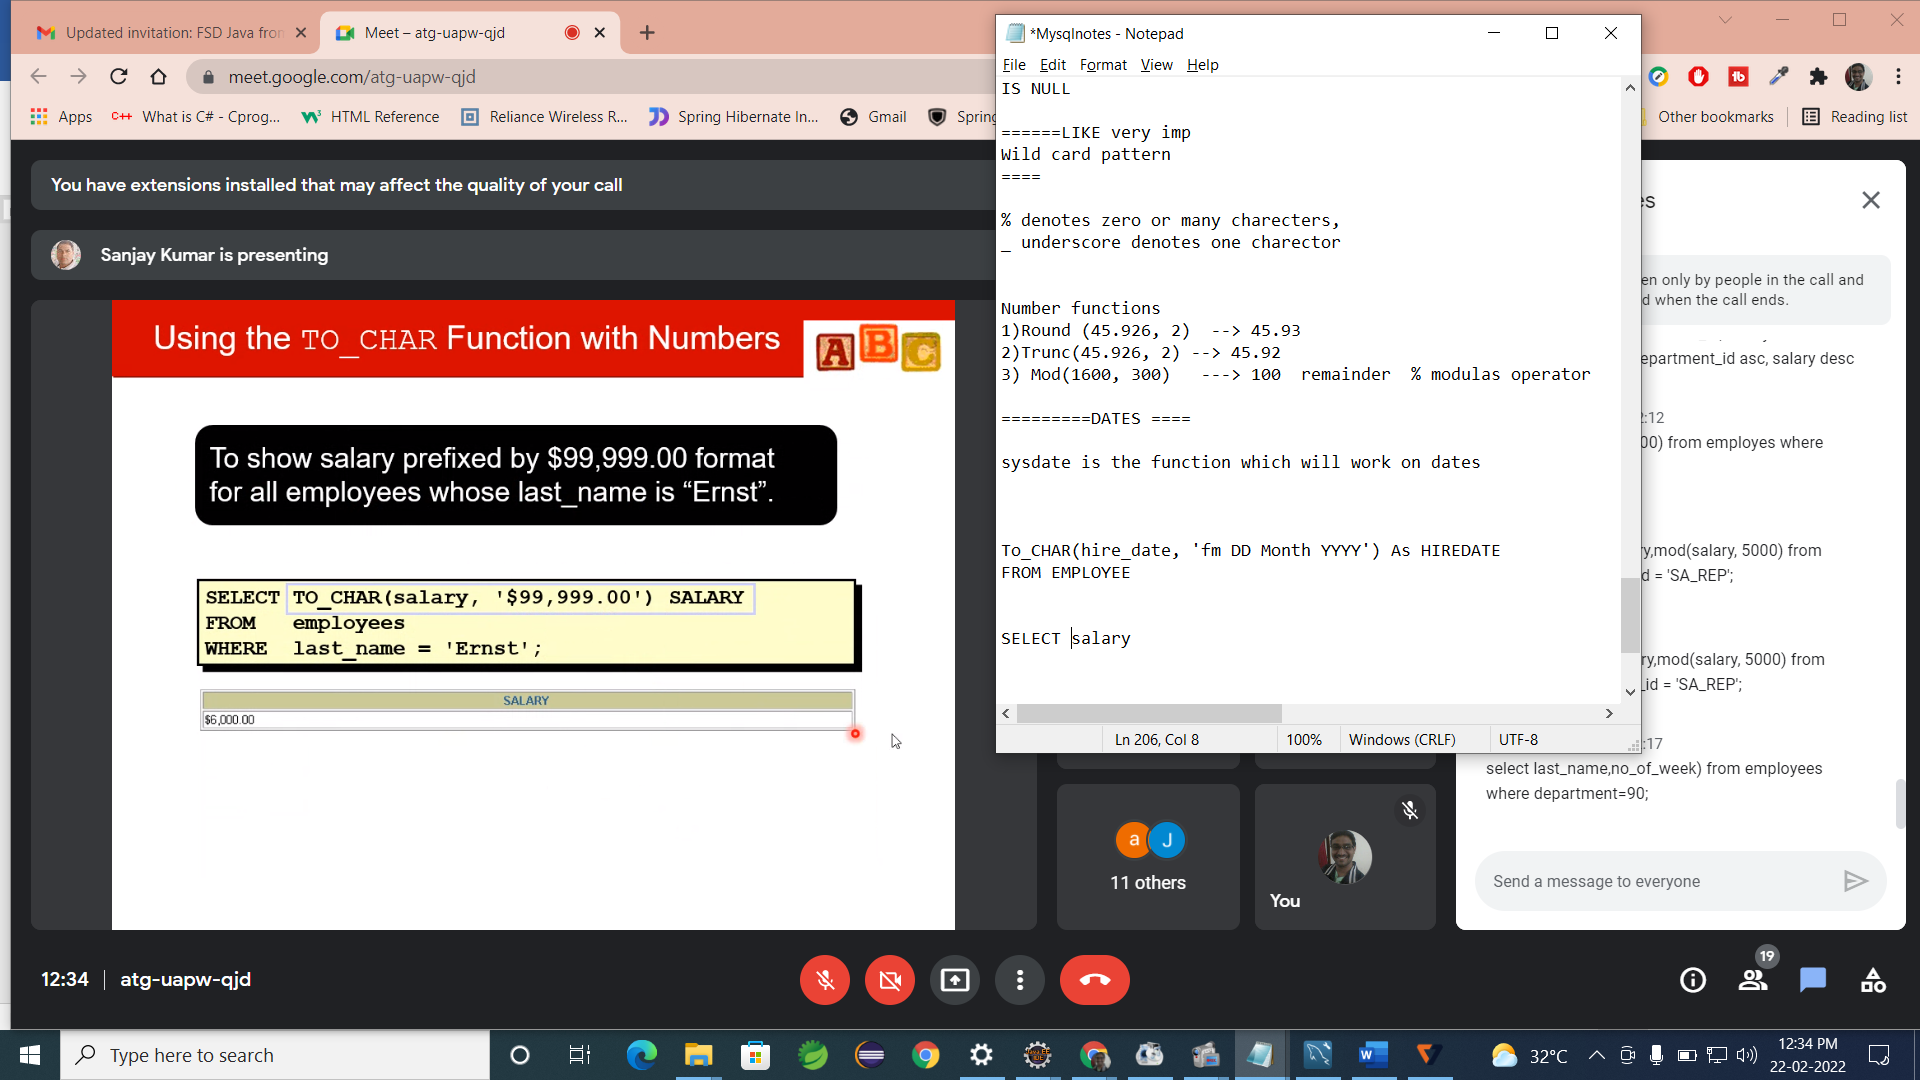 Updated invitation: FSD Java fron
Meet – atg-uapw-qjd
meet.google.com/atg-uapw-qjd
Apps
C++ What is C# - Cprog...
HTML Reference
Reliance Wireless R...
Spring Hibernate In...
Gmail
Spring
Other bookmarks
Reading list
You have extensions installed that may affect the quality of your call
Sanjay Kumar is presenting
Using the TO_CHAR Function with Numbers
A B C
To show salary prefixed by $99,999.00 format
for all employees whose last_name is “Ernst”.
SELECT TO_CHAR(salary, '$99,999.00') SALARY
FROM employees
WHERE last_name = 'Ernst';
SALARY
$6,000.00
*Mysqlnotes - Notepad
File Edit Format View Help
IS NULL
======LIKE very imp
Wild card pattern
====
% denotes zero or many charecters,
_ underscore denotes one charector
Number functions
1)Round (45.926, 2) --> 45.93
2)Trunc(45.926, 2) --> 45.92
3) Mod(1600, 300) ---> 100 remainder % modulas operator
=========DATES ====
sysdate is the function which will work on dates
To_CHAR(hire_date, 'fm DD Month YYYY') As HIREDATE
FROM EMPLOYEE
SELECT salary
Ln 206, Col 8
100%
Windows (CRLF)
UTF-8
es
en only by people in the call and
d when the call ends.
epartment_id asc, salary desc
2:12
00) from employes where
ry,mod(salary, 5000) from
d = 'SA_REP';
ry,mod(salary, 5000) from
_id = 'SA_REP';
:17
select last_name,no_of_week) from employees
where department=90;
Send a message to everyone
a J
11 others
You
12:34
atg-uapw-qjd
19
Type here to search
32°C
12:34 PM
22-02-2022